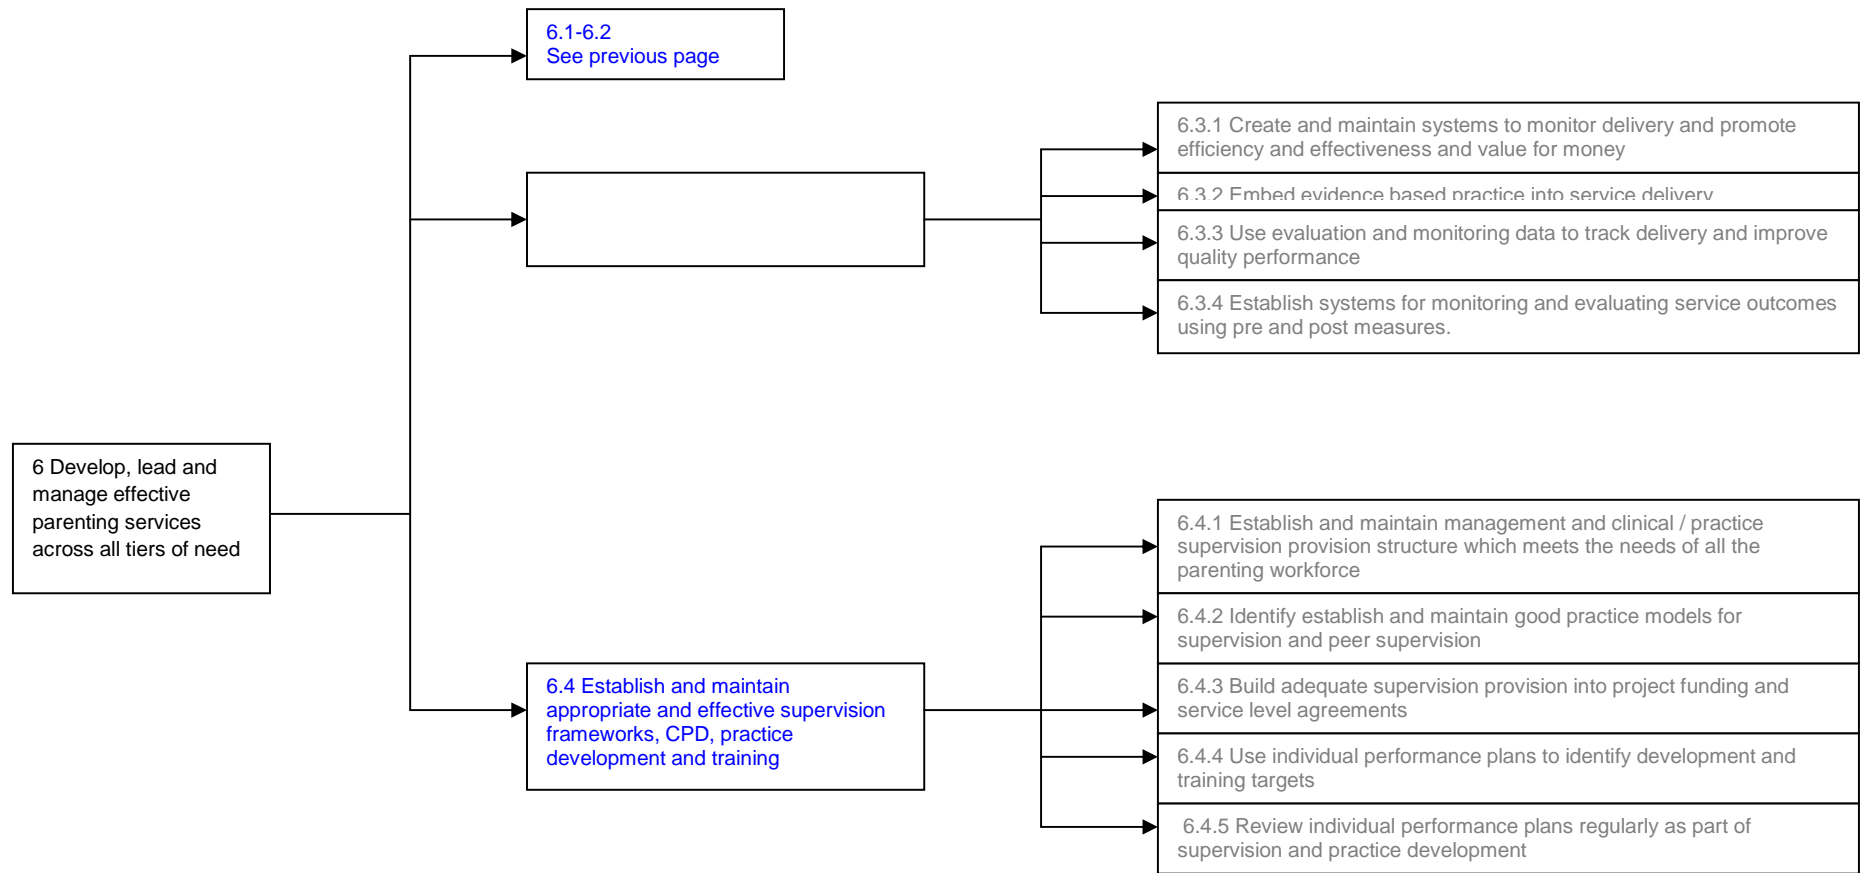 6.1-6.2
See previous page
6.3.1 Create and maintain systems to monitor delivery and promote
efficiency and effectiveness and value for money
6.3.2 Embed evidence based practice into service delivery
6.3.3 Use evaluation and monitoring data to track delivery and improve
quality performance
6.3.4 Establish systems for monitoring and evaluating service outcomes
using pre and post measures.
6 Develop, lead and
manage effective
parenting services
across all tiers of need
6.4 Establish and maintain
appropriate and effective supervision
frameworks, CPD, practice
development and training
6.4.1 Establish and maintain management and clinical / practice
supervision provision structure which meets the needs of all the
parenting workforce
6.4.2 Identify establish and maintain good practice models for
supervision and peer supervision
6.4.3 Build adequate supervision provision into project funding and
service level agreements
6.4.4 Use individual performance plans to identify development and
training targets
6.4.5 Review individual performance plans regularly as part of
supervision and practice development